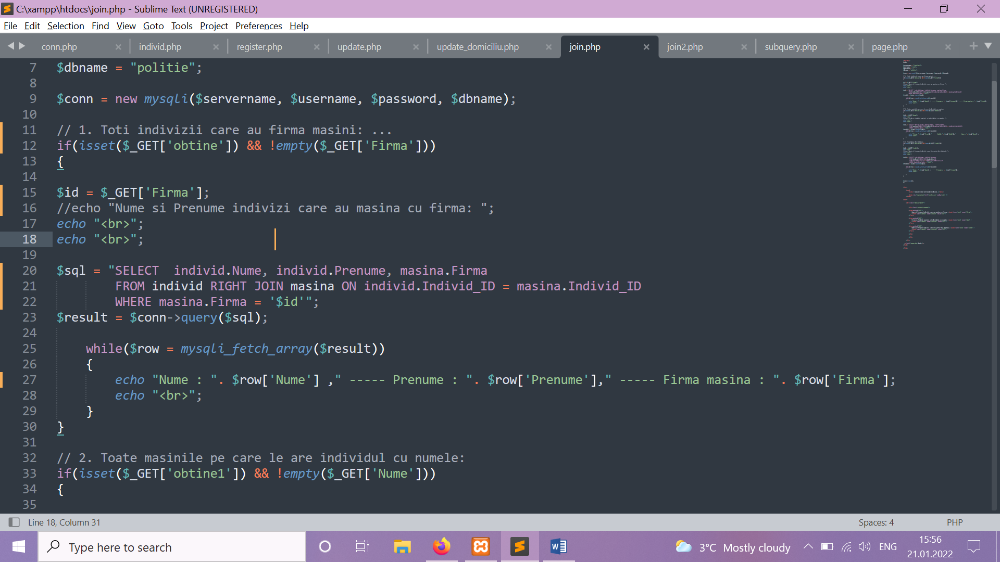 C:\xampp\htdocs\join.php - Sublime Text (UNREGISTERED)
File Edit Selection Find View Goto Tools Project Preferences Help
conn.php individ.php register.php update.php update_domiciliu.php join.php join2.php subquery.php page.php
7 $dbname = "politie";
8
9 $conn = new mysqli($servername, $username, $password, $dbname);
10
11 // 1. Toti indivizii care au firma masini: ...
12 if(isset($_GET['obtine']) && !empty($_GET['Firma']))
13 {
14
15 $id = $_GET['Firma'];
16 //echo "Nume si Prenume indivizi care au masina cu firma: ";
17 echo "<br>";
18 echo "<br>";
19
20 $sql = "SELECT  individ.Nume, individ.Prenume, masina.Firma
21 FROM individ RIGHT JOIN masina ON individ.Individ_ID = masina.Individ_ID
22 WHERE masina.Firma = '$id'";
23 $result = $conn->query($sql);
24
25 while($row = mysqli_fetch_array($result))
26 {
27 echo "Nume : ". $row['Nume'] ," ----- Prenume : ". $row['Prenume']," ----- Firma masina : ". $row['Firma'];
28 echo "<br>";
29 }
30 }
31
32 // 2. Toate masinile pe care le are individul cu numele:
33 if(isset($_GET['obtine1']) && !empty($_GET['Nume']))
34 {
35
Line 18, Column 31 Spaces: 4 PHP
Type here to search 3°C Mostly cloudy ENG 15:56
21.01.2022